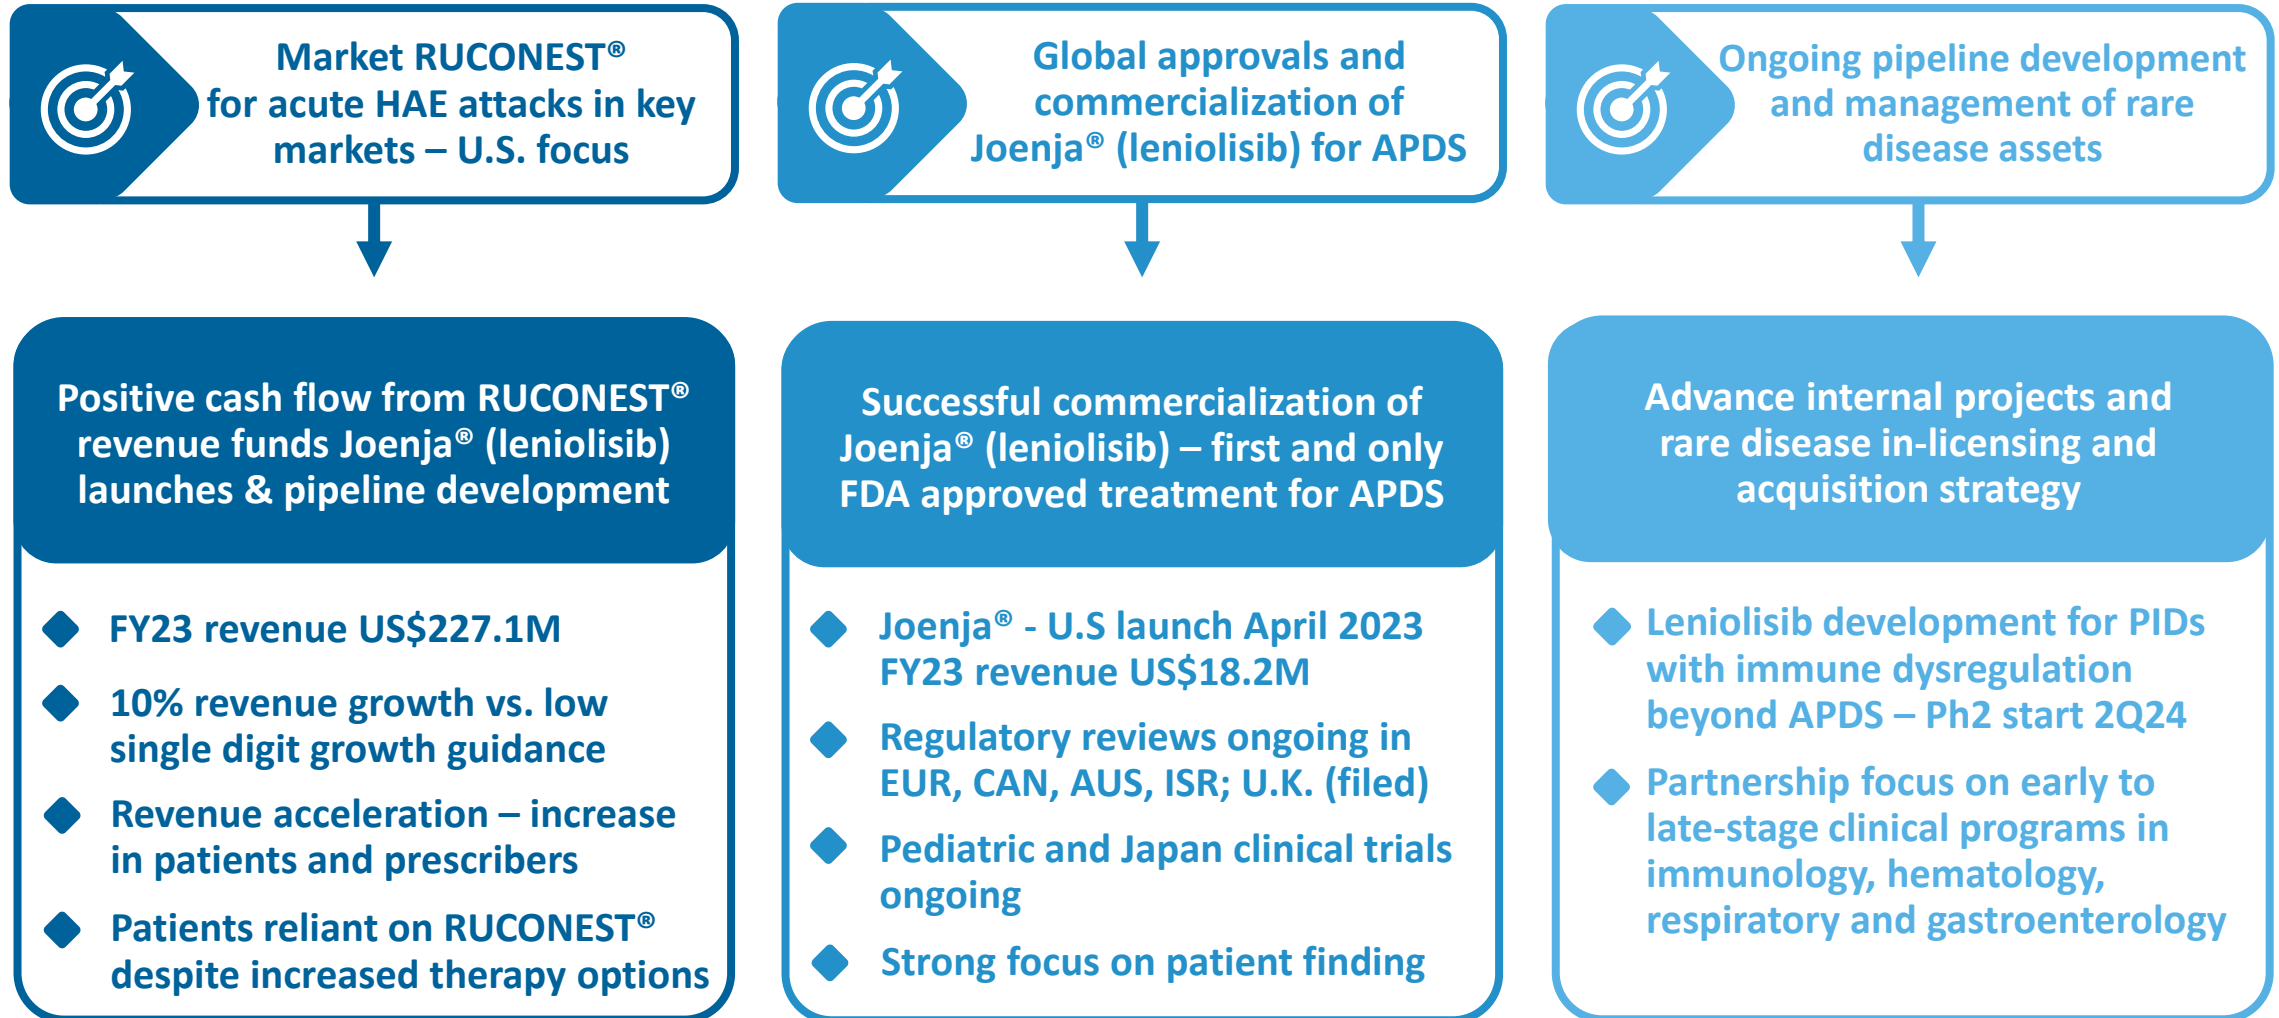 Market RUCONEST®
for acute HAE attacks in key
markets – U.S. focus
Positive cash flow from RUCONEST®
revenue funds Joenja® (leniolisib)
launches & pipeline development
FY23 revenue US$227.1M
10% revenue growth vs. low
single digit growth guidance
Revenue acceleration – increase
in patients and prescribers
Patients reliant on RUCONEST®
despite increased therapy options
Global approvals and
commercialization of
Joenja® (leniolisib) for APDS
Successful commercialization of
Joenja® (leniolisib) – first and only
FDA approved treatment for APDS
Joenja® - U.S launch April 2023
FY23 revenue US$18.2M
Regulatory reviews ongoing in
EUR, CAN, AUS, ISR; U.K. (filed)
Pediatric and Japan clinical trials
ongoing
Strong focus on patient finding
Ongoing pipeline development
and management of rare
disease assets
Advance internal projects and
rare disease in-licensing and
acquisition strategy
Leniolisib development for PIDs
with immune dysregulation
beyond APDS – Ph2 start 2Q24
Partnership focus on early to
late-stage clinical programs in
immunology, hematology,
respiratory and gastroenterology